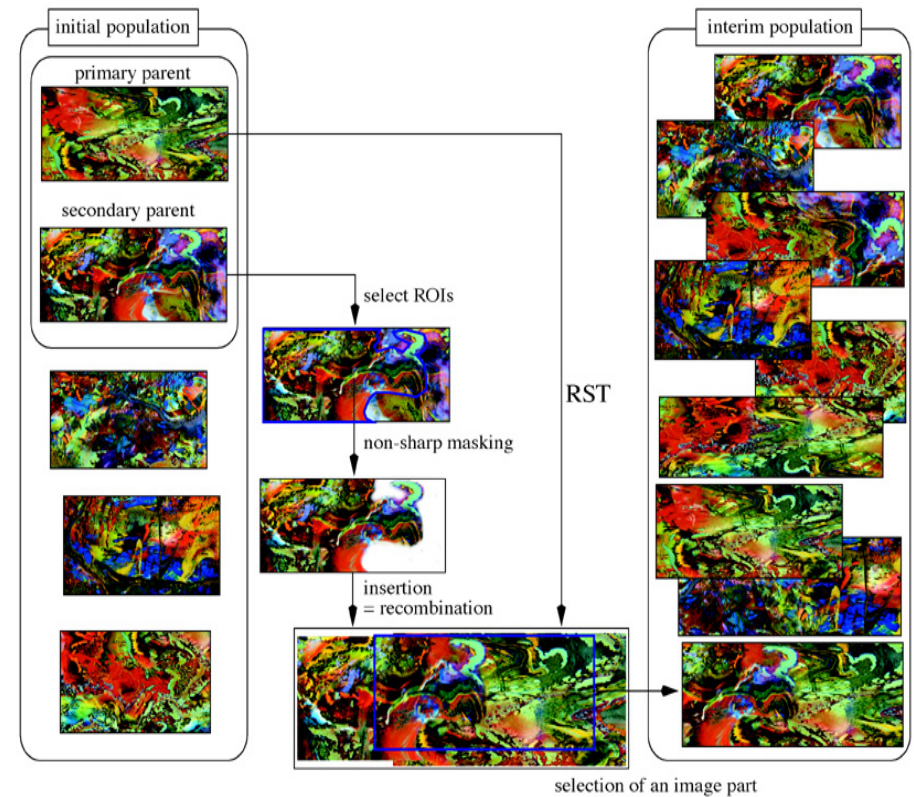 initial population
primary parent
secondary parent
select ROIs
non-sharp masking
insertion
= recombination
RST
selection of an image part
interim population